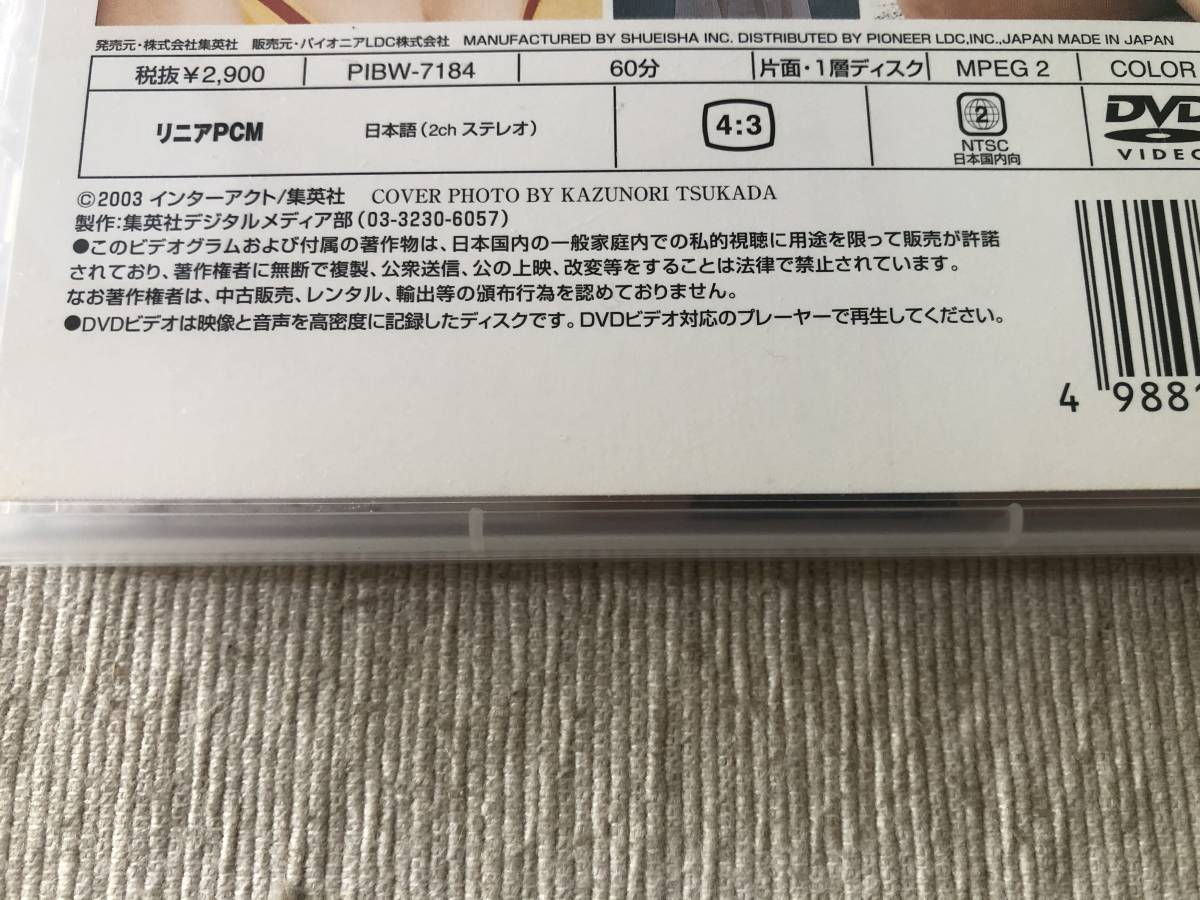 発売元・株式会社集英社 販売元・パイオニアLDC株式会社 MANUFACTURED BY SHUEISHA INC. DISTRIBUTED BY PIONEER LDC,INC.,JAPAN MADE IN JAPAN
税抜¥2,900 PIBW-7184 60分 片面・1層ディスク MPEG 2 COLOR
リニアPCM 日本語(2ch ステレオ) 4:3 2 NTSC 日本国内向 DVD VIDEO
©2003 インターアクト/集英社 COVER PHOTO BY KAZUNORI TSUKADA
製作:集英社デジタルメディア部(03-3230-6057)
●このビデオグラムおよび付属の著作物は、日本国内の一般家庭内での私的視聴に用途を限って販売が許諾
されており、著作権者に無断で複製、公衆送信、公の上映、改変等をすることは法律で禁止されています。
なお著作権者は、中古販売、レンタル、輸出等の頒布行為を認めておりません。
●DVDビデオは映像と音声を高密度に記録したディスクです。DVDビデオ対応のプレーヤーで再生してください。
4 988